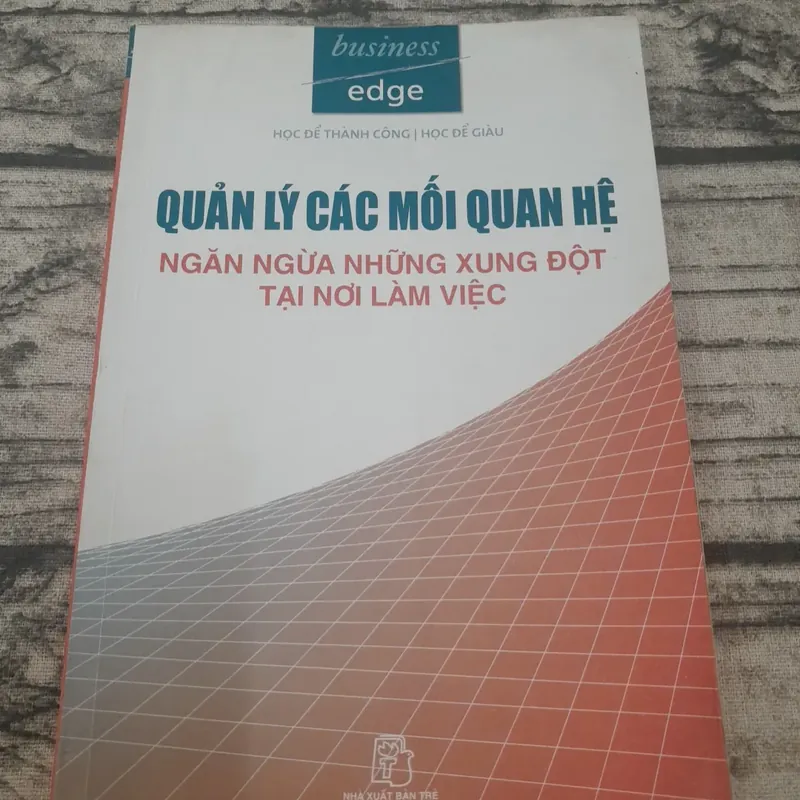 business
edge
HỌC ĐỂ THÀNH CÔNG | HỌC ĐỂ GIÀU
QUẢN LÝ CÁC MỐI QUAN HỆ
NGĂN NGỪA NHỮNG XUNG ĐỘT
TẠI NƠI LÀM VIỆC
NHÀ XUẤT BẢN TRẺ